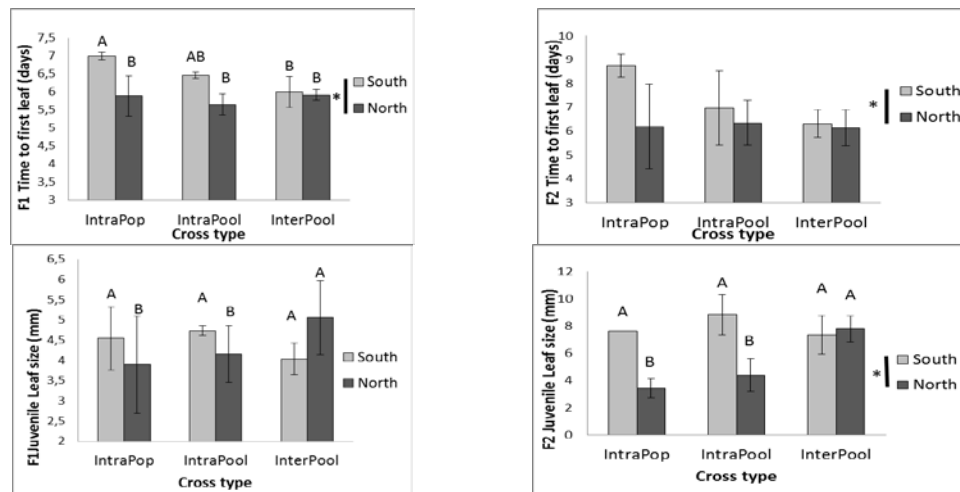 F1 Time to first leaf (days)
7,5
7
6,5
6
5,5
5
4,5
4
3,5
3
A
B
AB
B
B
B
*
South
North
IntraPop
IntraPool
InterPool
Cross type
F2 Time to first leaf (days)
10
9
8
7
6
5
4
3
*
South
North
IntraPop
IntraPool
InterPool
Cross type
F1Juvenile Leaf size (mm)
6,5
6
5,5
5
4,5
4
3,5
3
2,5
2
A
B
A
B
A
A
South
North
IntraPop
IntraPool
InterPool
Cross type
F2 Juvenile Leaf size (mm)
12
10
8
6
4
2
0
A
B
A
B
A
A
*
South
North
IntraPop
IntraPool
InterPool
Cross type